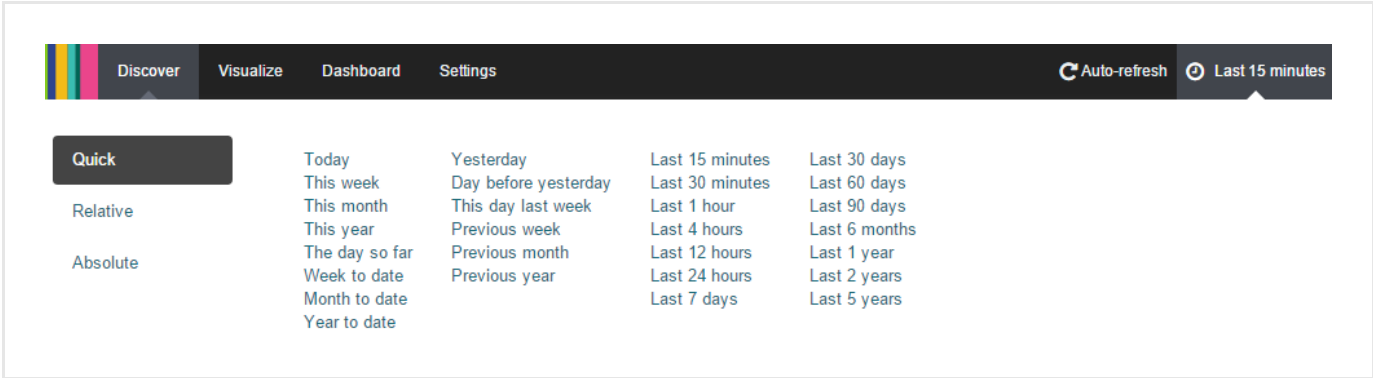 Discover Visualize Dashboard Settings Auto-refresh Last 15 minutes
Quick
Relative
Absolute
Today
This week
This month
This year
The day so far
Week to date
Month to date
Year to date
Yesterday
Day before yesterday
This day last week
Previous week
Previous month
Previous year
Last 15 minutes
Last 30 minutes
Last 1 hour
Last 4 hours
Last 12 hours
Last 24 hours
Last 7 days
Last 30 days
Last 60 days
Last 90 days
Last 6 months
Last 1 year
Last 2 years
Last 5 years